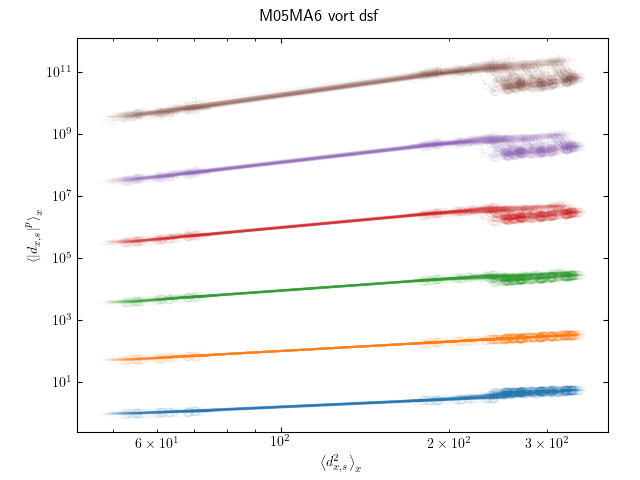 M05MA6 vort dsf
10^{11}
10^{9}
10^{7}
10^{5}
10^{3}
10^{1}
⟨|d_{x,s}|^p⟩_x
6 × 10^1
10^2
2 × 10^2
3 × 10^2
⟨d^2_{x,s}⟩_x